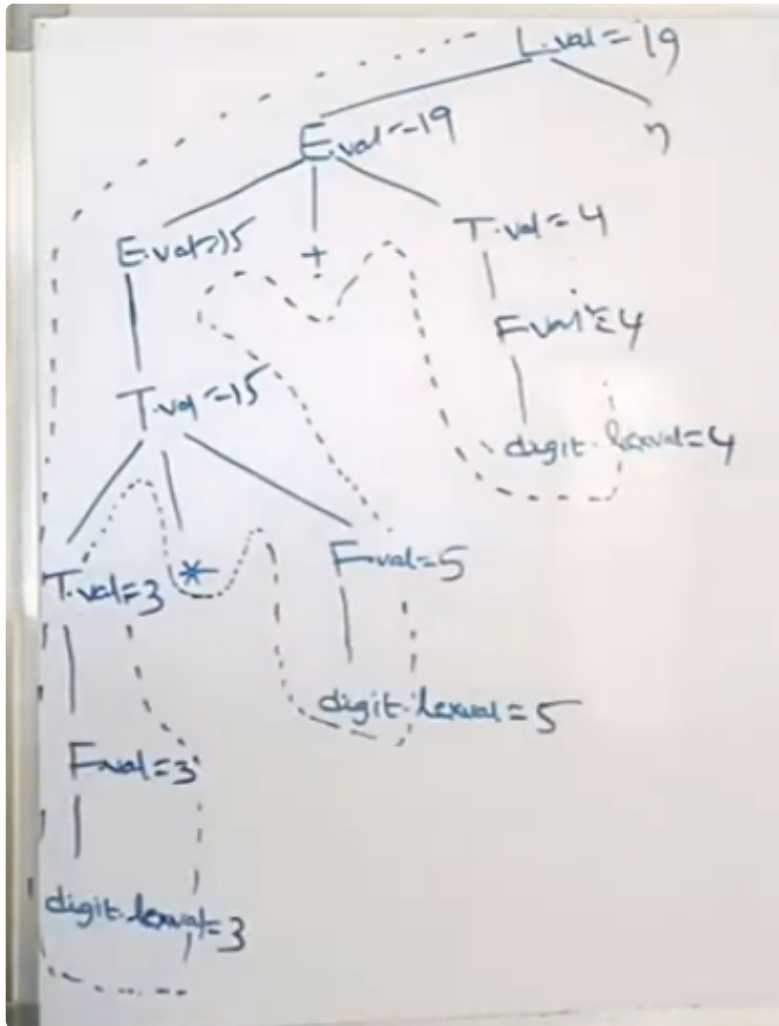 L.val = 19
E.val = 19
n
E.val = 15
+
T.val = 4
F.val = 4
T.val = 15
digit.lexval = 4
T.val = 3
*
F.val = 5
digit.lexval = 5
F.val = 3
digit.lexval = 3